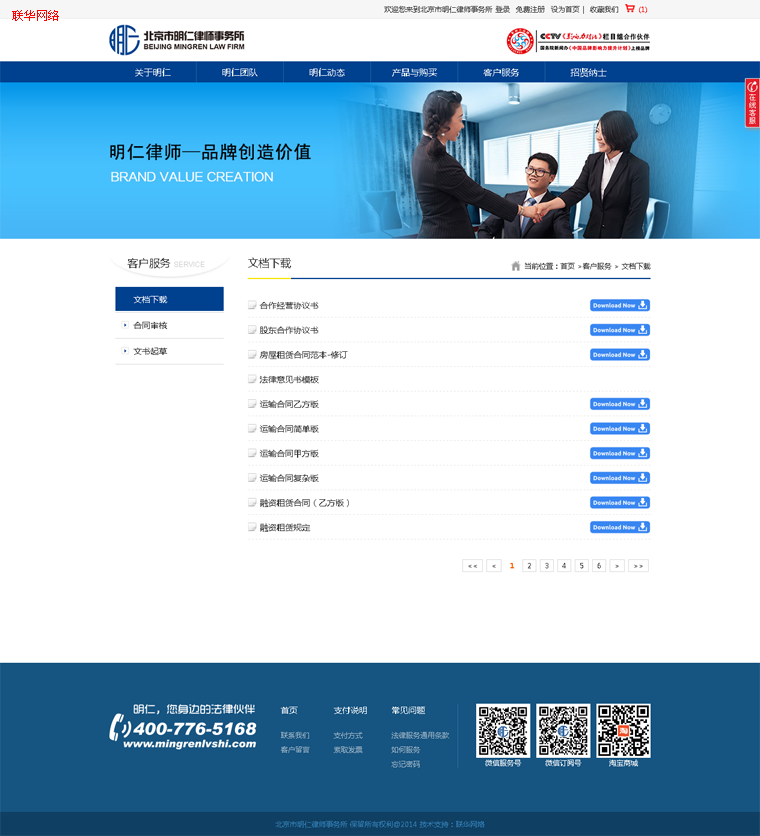 联华网络
欢迎您来到北京市明仁律师事务所 登录 免费注册 设为首页 | 收藏我们 (1)
明仁 北京市明仁律师事务所
BEIJING MINGREN LAW FIRM
CCTV《影响力对话》栏目组合作伙伴
国务院新闻办《中国品牌影响力提升计划》上榜品牌
关于明仁 明仁团队 明仁动态 产品与购买 客户服务 招贤纳士
在线客服
明仁律师—品牌创造价值
BRAND VALUE CREATION
客户服务 SERVICE
文档下载
合同审核
文书起草
文档下载
当前位置：首页 >客户服务 > 文档下载
合作经营协议书 Download Now
股东合作协议书 Download Now
房屋租赁合同范本-修订 Download Now
法律意见书模板
运输合同乙方版 Download Now
运输合同简单版 Download Now
运输合同甲方版 Download Now
运输合同复杂版 Download Now
融资租赁合同（乙方版） Download Now
融资租赁规定 Download Now
<< < 1 2 3 4 5 6 > >>
明仁，您身边的法律伙伴
400-776-5168
www.mingrenlvshi.com
首页
联系我们
客户留言
支付说明
支付方式
索取发票
常见问题
法律服务通用条款
如何服务
忘记密码
微信服务号 微信订阅号 淘宝商城
北京市明仁律师事务所 保留所有权利@2014 技术支持：联华网络